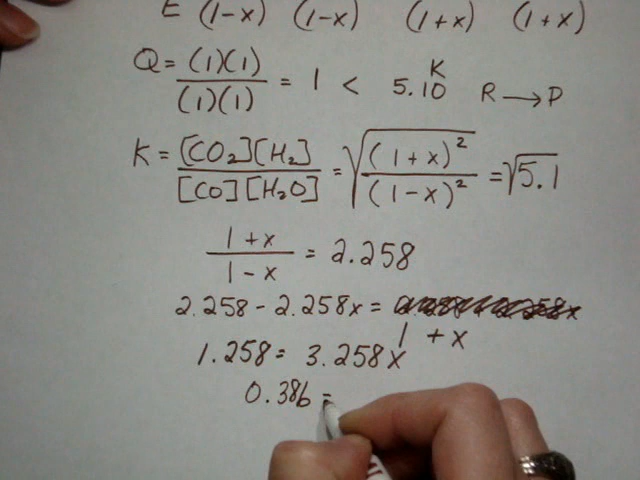 E (1-x) (1-x) (1+x) (1+x)
Q = (1)(1) / (1)(1) = 1 < 5.10 K R → P
K = [CO₂][H₂] / [CO][H₂O] = √((1+x)² / (1-x)²) = √5.1
1+x / 1-x = 2.258
2.258 - 2.258x = 1 + x
1.258 = 3.258x
0.386 =